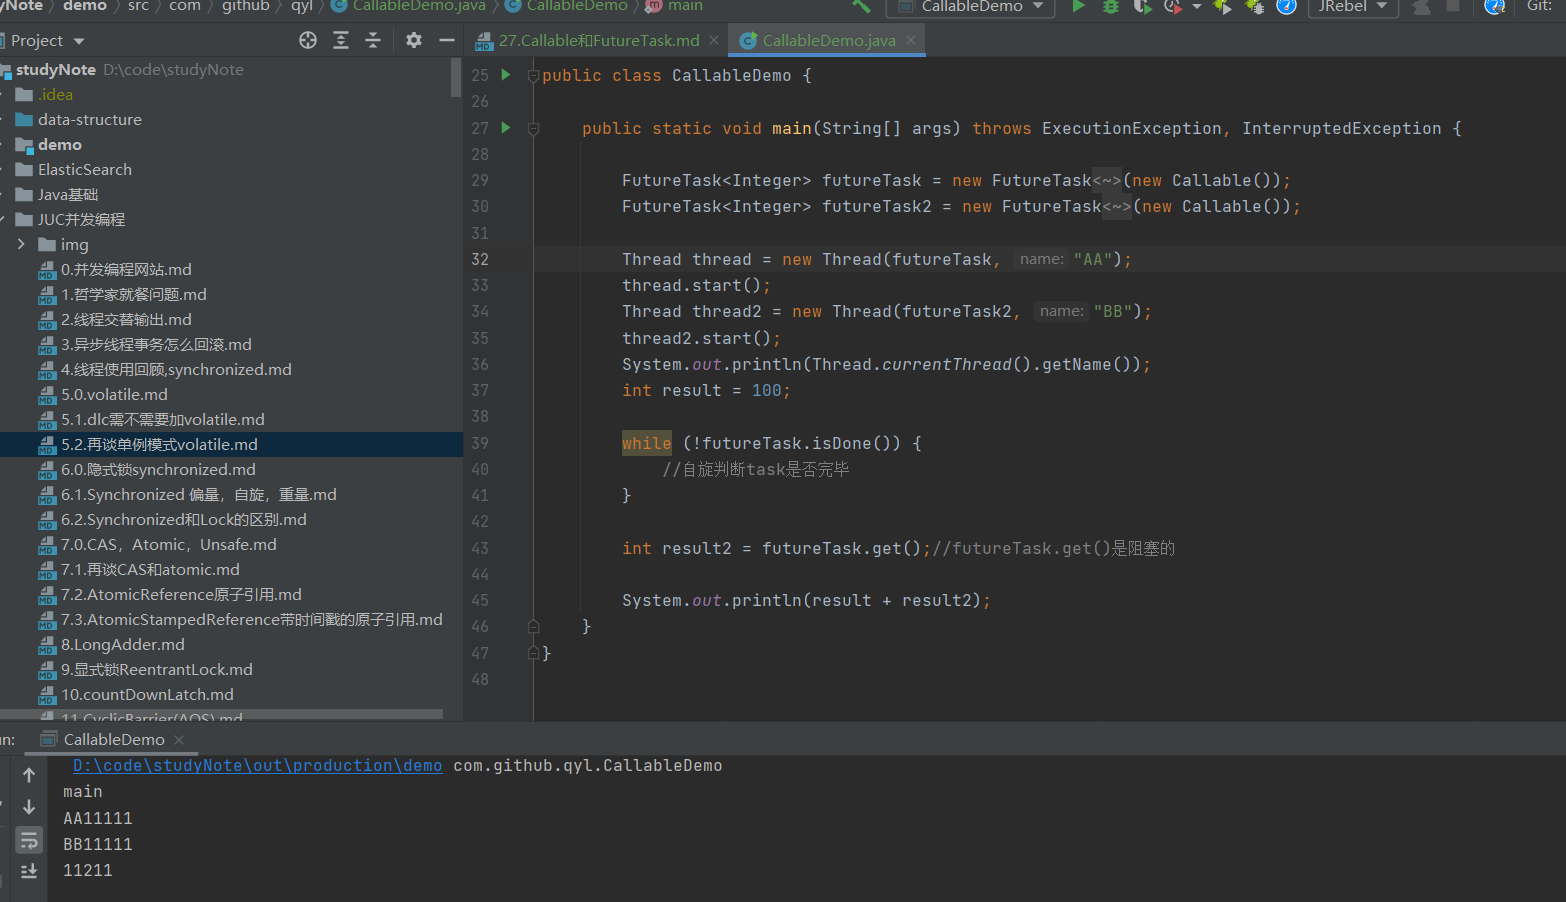 dyNote demo src com github qyl CallableDemo.java CallableDemo main CallableDemo JRebel Git:
Project
27.Callable和FutureTask.md CallableDemo.java
studyNote D:\code\studyNote
.idea
data-structure
demo
ElasticSearch
Java基础
JUC并发编程
img
0.并发编程网站.md
1.哲学家就餐问题.md
2.线程交替输出.md
3.异步线程事务怎么回滚.md
4.线程使用回顾,synchronized.md
5.0.volatile.md
5.1.dlc需不需要加volatile.md
5.2.再谈单例模式volatile.md
6.0.隐式锁synchronized.md
6.1.Synchronized 偏量，自旋，重量.md
6.2.Synchronized和Lock的区别.md
7.0.CAS，Atomic，Unsafe.md
7.1.再谈CAS和atomic.md
7.2.AtomicReference原子引用.md
7.3.AtomicStampedReference带时间戳的原子引用.md
8.LongAdder.md
9.显式锁ReentrantLock.md
10.countDownLatch.md
11.CyclicBarrier(AQS).md
25 public class CallableDemo {
26
27 public static void main(String[] args) throws ExecutionException, InterruptedException {
28
29 FutureTask<Integer> futureTask = new FutureTask<~>(new Callable());
30 FutureTask<Integer> futureTask2 = new FutureTask<~>(new Callable());
31
32 Thread thread = new Thread(futureTask, name: "AA");
33 thread.start();
34 Thread thread2 = new Thread(futureTask2, name: "BB");
35 thread2.start();
36 System.out.println(Thread.currentThread().getName());
37 int result = 100;
38
39 while (!futureTask.isDone()) {
40 //自旋判断task是否完毕
41 }
42
43 int result2 = futureTask.get();//futureTask.get()是阻塞的
44
45 System.out.println(result + result2);
46 }
47 }
48
un: CallableDemo
D:\code\studyNote\out\production\demo com.github.qyl.CallableDemo
main
AA11111
BB11111
11211